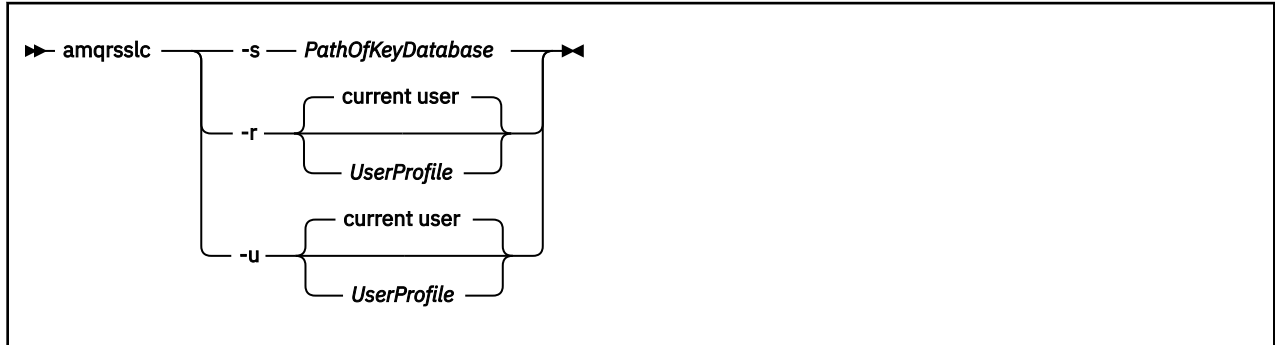 amqrsslc -s PathOfKeyDatabase
current user
-r
UserProfile
current user
-u
UserProfile